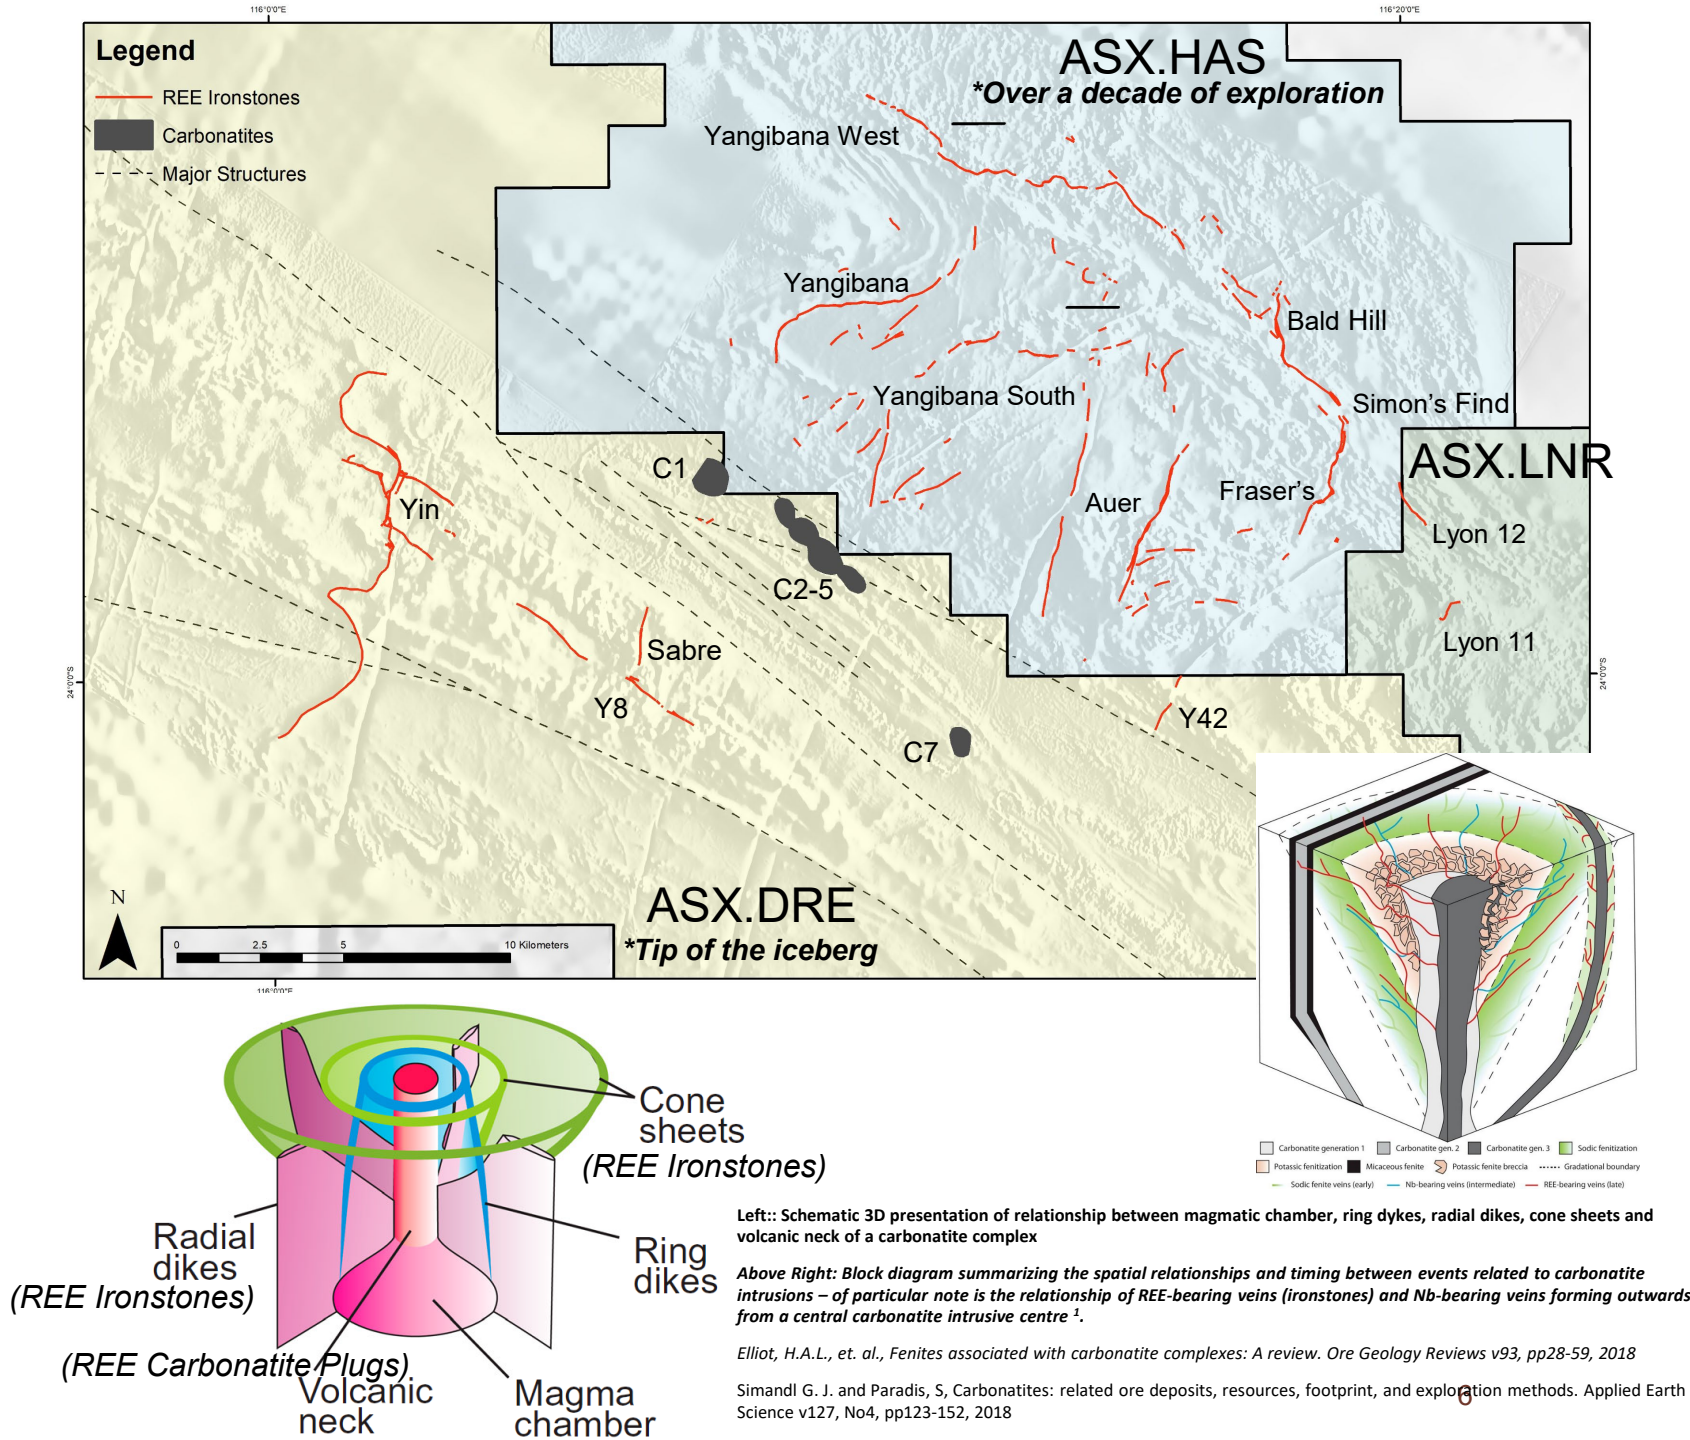 116°0'0"E
116°20'0"E
Legend
REE Ironstones
Carbonatites
Major Structures
ASX.HAS
*Over a decade of exploration
Yangibana West
Yangibana
Bald Hill
Yangibana South
Simon's Find
ASX.LNR
C1
Auer
Fraser's
Yin
Lyon 12
C2-5
Sabre
Lyon 11
24°0'0"S
24°0'0"S
Y8
Y42
C7
N
ASX.DRE
*Tip of the iceberg
0 2.5 5 10 Kilometers
116°0'0"E
Cone
sheets
(REE Ironstones)
Radial
dikes
(REE Ironstones)
Ring
dikes
(REE Carbonatite Plugs)
Volcanic
neck
Magma
chamber
Carbonatite generation 1 Carbonatite gen. 2 Carbonatite gen. 3 Sodic fenitization
Potassic fenitization Micaceous fenite Potassic fenite breccia Gradational boundary
Sodic fenite veins (early) Nb-bearing veins (intermediate) REE-bearing veins (late)
Left:: Schematic 3D presentation of relationship between magmatic chamber, ring dykes, radial dikes, cone sheets and
volcanic neck of a carbonatite complex
Above Right: Block diagram summarizing the spatial relationships and timing between events related to carbonatite
intrusions – of particular note is the relationship of REE-bearing veins (ironstones) and Nb-bearing veins forming outwards
from a central carbonatite intrusive centre 1.
Elliot, H.A.L., et. al., Fenites associated with carbonatite complexes: A review. Ore Geology Reviews v93, pp28-59, 2018
Simandl G. J. and Paradis, S, Carbonatites: related ore deposits, resources, footprint, and exploration methods. Applied Earth
Science v127, No4, pp123-152, 2018
6